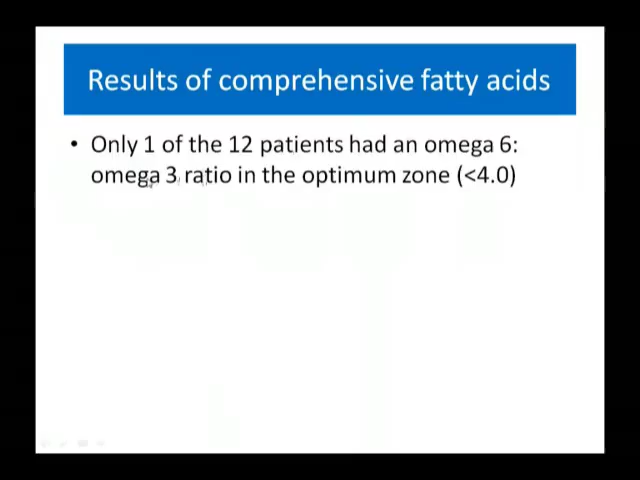 Results of comprehensive fatty acids
• Only 1 of the 12 patients had an omega 6:
omega 3 ratio in the optimum zone (<4.0)